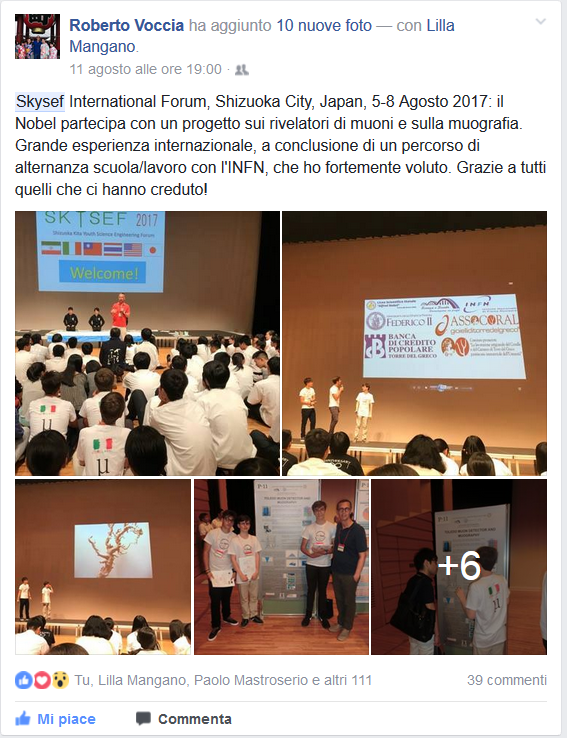 Roberto Voccia ha aggiunto 10 nuove foto — con Lilla
Mangano.
11 agosto alle ore 19:00 ·
Skysef International Forum, Shizuoka City, Japan, 5-8 Agosto 2017: il
Nobel partecipa con un progetto sui rivelatori di muoni e sulla muografia.
Grande esperienza internazionale, a conclusione di un percorso di
alternanza scuola/lavoro con l'INFN, che ho fortemente voluto. Grazie a tutti
quelli che ci hanno creduto!
SKYSEF 2017
Shizuoka Kita Youth Science Engineering Forum
Welcome!
µ
µ
INFN
FEDERICO II
ASSOCORAL
gioielliditorredelgreco
BANCA
DI CREDITO
POPOLARE
TORRE DEL GRECO
P-11
P-11
+6
Tu, Lilla Mangano, Paolo Mastroserio e altri 111
39 commenti
Mi piace
Commenta